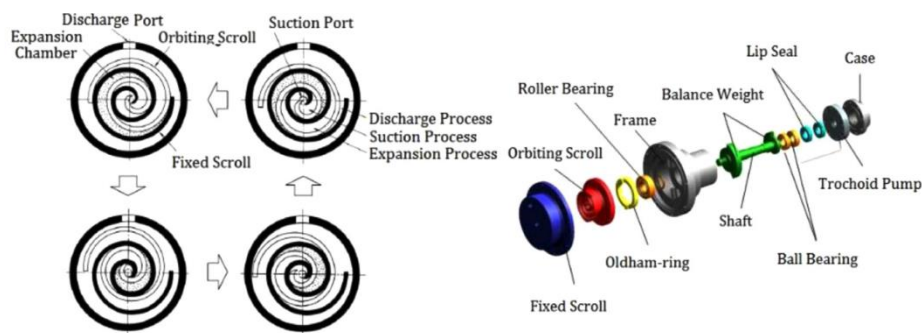 Discharge Port
Expansion
Chamber
Orbiting Scroll
Fixed Scroll
Suction Port
Discharge Process
Suction Process
Expansion Process
Lip Seal
Case
Roller Bearing
Balance Weight
Frame
Orbiting Scroll
Trochoid Pump
Shaft
Ball Bearing
Oldham-ring
Fixed Scroll